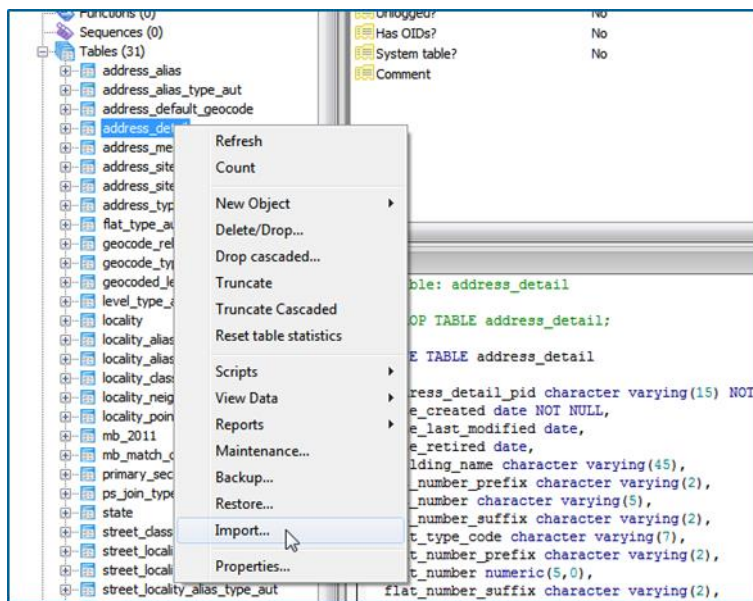 Functions (0)
Sequences (0)
Tables (31)
address_alias
address_alias_type_aut
address_default_geocode
address_det
address_me
address_site
address_site
address_typ
flat_type_au
geocode_rel
geocode_typ
geocoded_le
level_type_a
locality
locality_alias
locality_alias
locality_clas
locality_neig
locality_poin
mb_2011
mb_match_c
primary_sec
ps_join_type
state
street_class
street_locali
street_locali
street_locality_alias_type_aut
Unlogged? No
Has OIDs? No
System table? No
Comment
Refresh
Count
New Object
Delete/Drop...
Drop cascaded...
Truncate
Truncate Cascaded
Reset table statistics
Scripts
View Data
Reports
Maintenance...
Backup...
Restore...
Import...
Properties...
ble: address_detail
OP TABLE address_detail;
E TABLE address_detail
ress_detail_pid character varying(15) NOT
e_created date NOT NULL,
e_last_modified date,
e_retired date,
lding_name character varying(45),
_number_prefix character varying(2),
_number character varying(5),
_number_suffix character varying(2),
t_type_code character varying(7),
t_number_prefix character varying(2),
t_number numeric(5,0),
flat_number_suffix character varying(2),